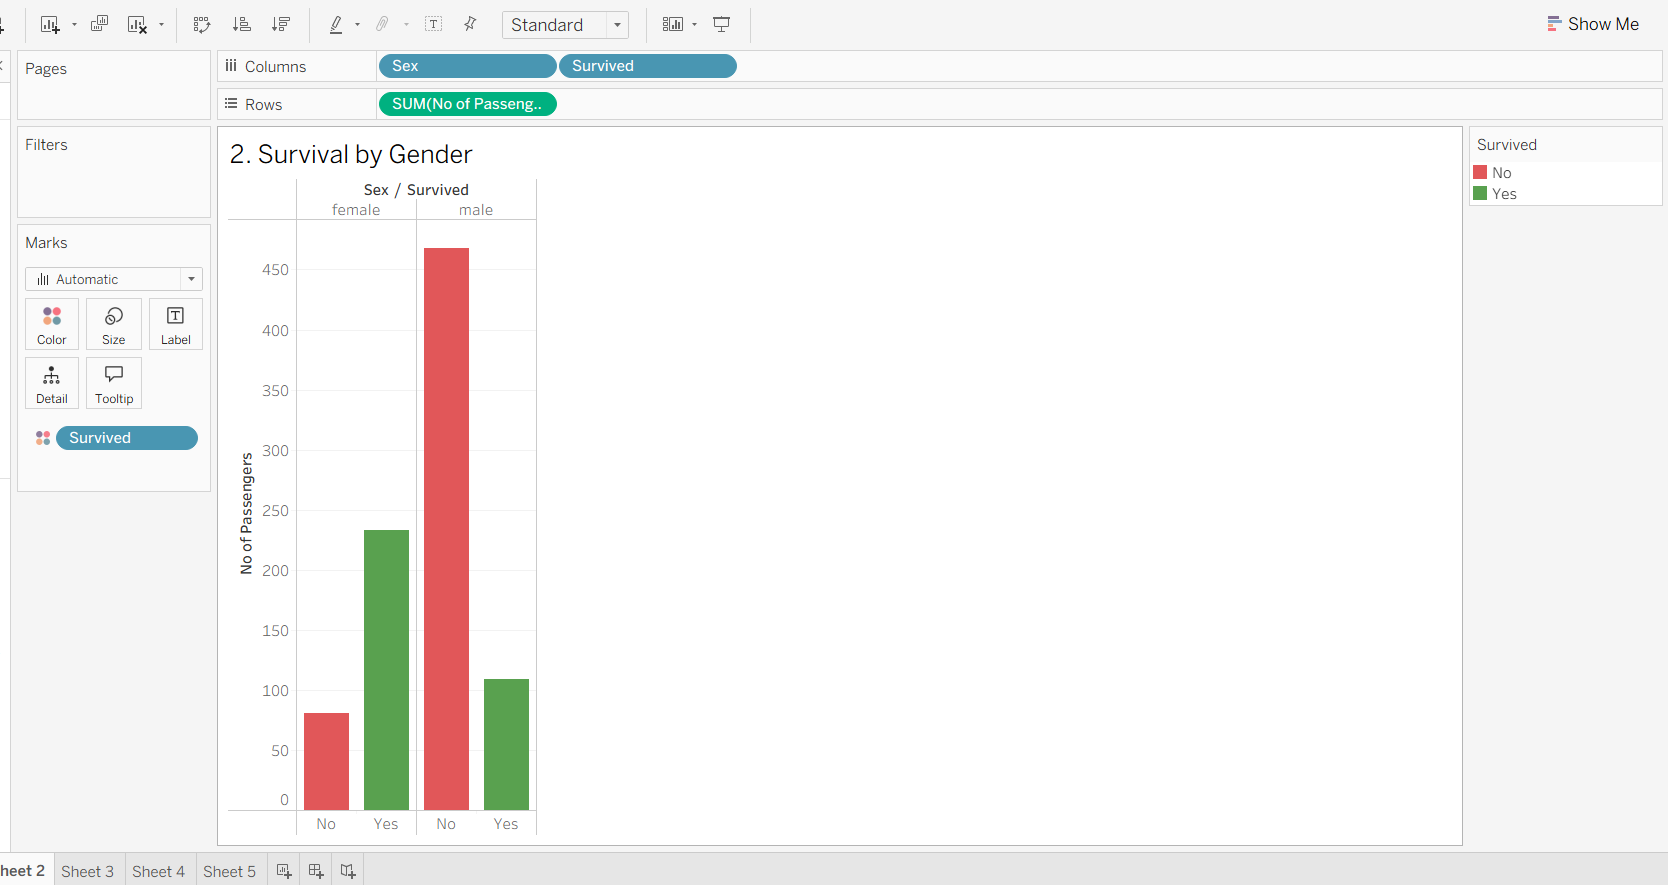 Standard
Show Me
Pages
Columns
Sex
Survived
Rows
SUM(No of Passeng..
Filters
Marks
Automatic
Color
Size
T
Label
Detail
Tooltip
Survived
2. Survival by Gender
Sex / Survived
female
male
No of Passengers
450
400
350
300
250
200
150
100
50
0
No
Yes
No
Yes
Survived
No
Yes
heet 2
Sheet 3
Sheet 4
Sheet 5